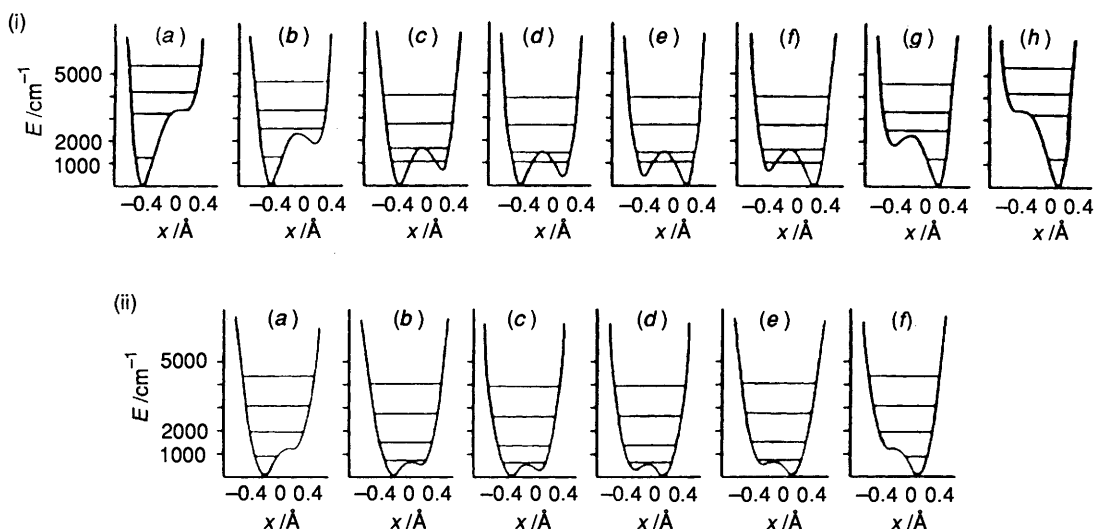 (i)
(a) (b) (c) (d) (e) (f) (g) (h)
E /cm⁻¹
5000
2000
1000
−0.4 0 0.4 −0.4 0 0.4 −0.4 0 0.4 −0.4 0 0.4 −0.4 0 0.4 −0.4 0 0.4 −0.4 0 0.4 −0.4 0 0.4
x /Å x /Å x /Å x /Å x /Å x /Å x /Å x /Å
(ii)
(a) (b) (c) (d) (e) (f)
E /cm⁻¹
5000
2000
1000
−0.4 0 0.4 −0.4 0 0.4 −0.4 0 0.4 −0.4 0 0.4 −0.4 0 0.4 −0.4 0 0.4
x /Å x /Å x /Å x /Å x /Å x /Å